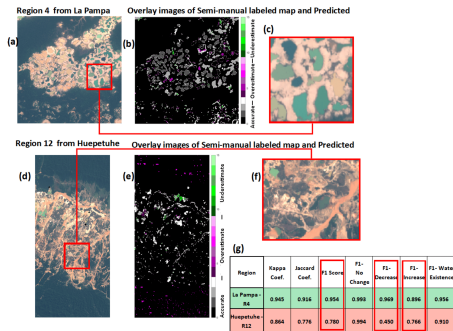 Region 4 from La Pampa
Overlay images of Semi-manual labeled map and Predicted
(a)
(b)
(c)
Accurate— Overestimate— Underestimate
Region 12 from Huepetuhe
Overlay images of Semi-manual labeled map and Predicted
(d)
(e)
(f)
Accurate — Overestimate — Underestimate
(g)
Region Kappa Coef. Jaccard Coef. F1 Score F1- No Change F1- Decrease F1- Increase F1- Water Existence
La Pampa - R4 0.945 0.916 0.954 0.993 0.969 0.896 0.956
Huepetuhe - R12 0.864 0.776 0.780 0.994 0.450 0.766 0.910